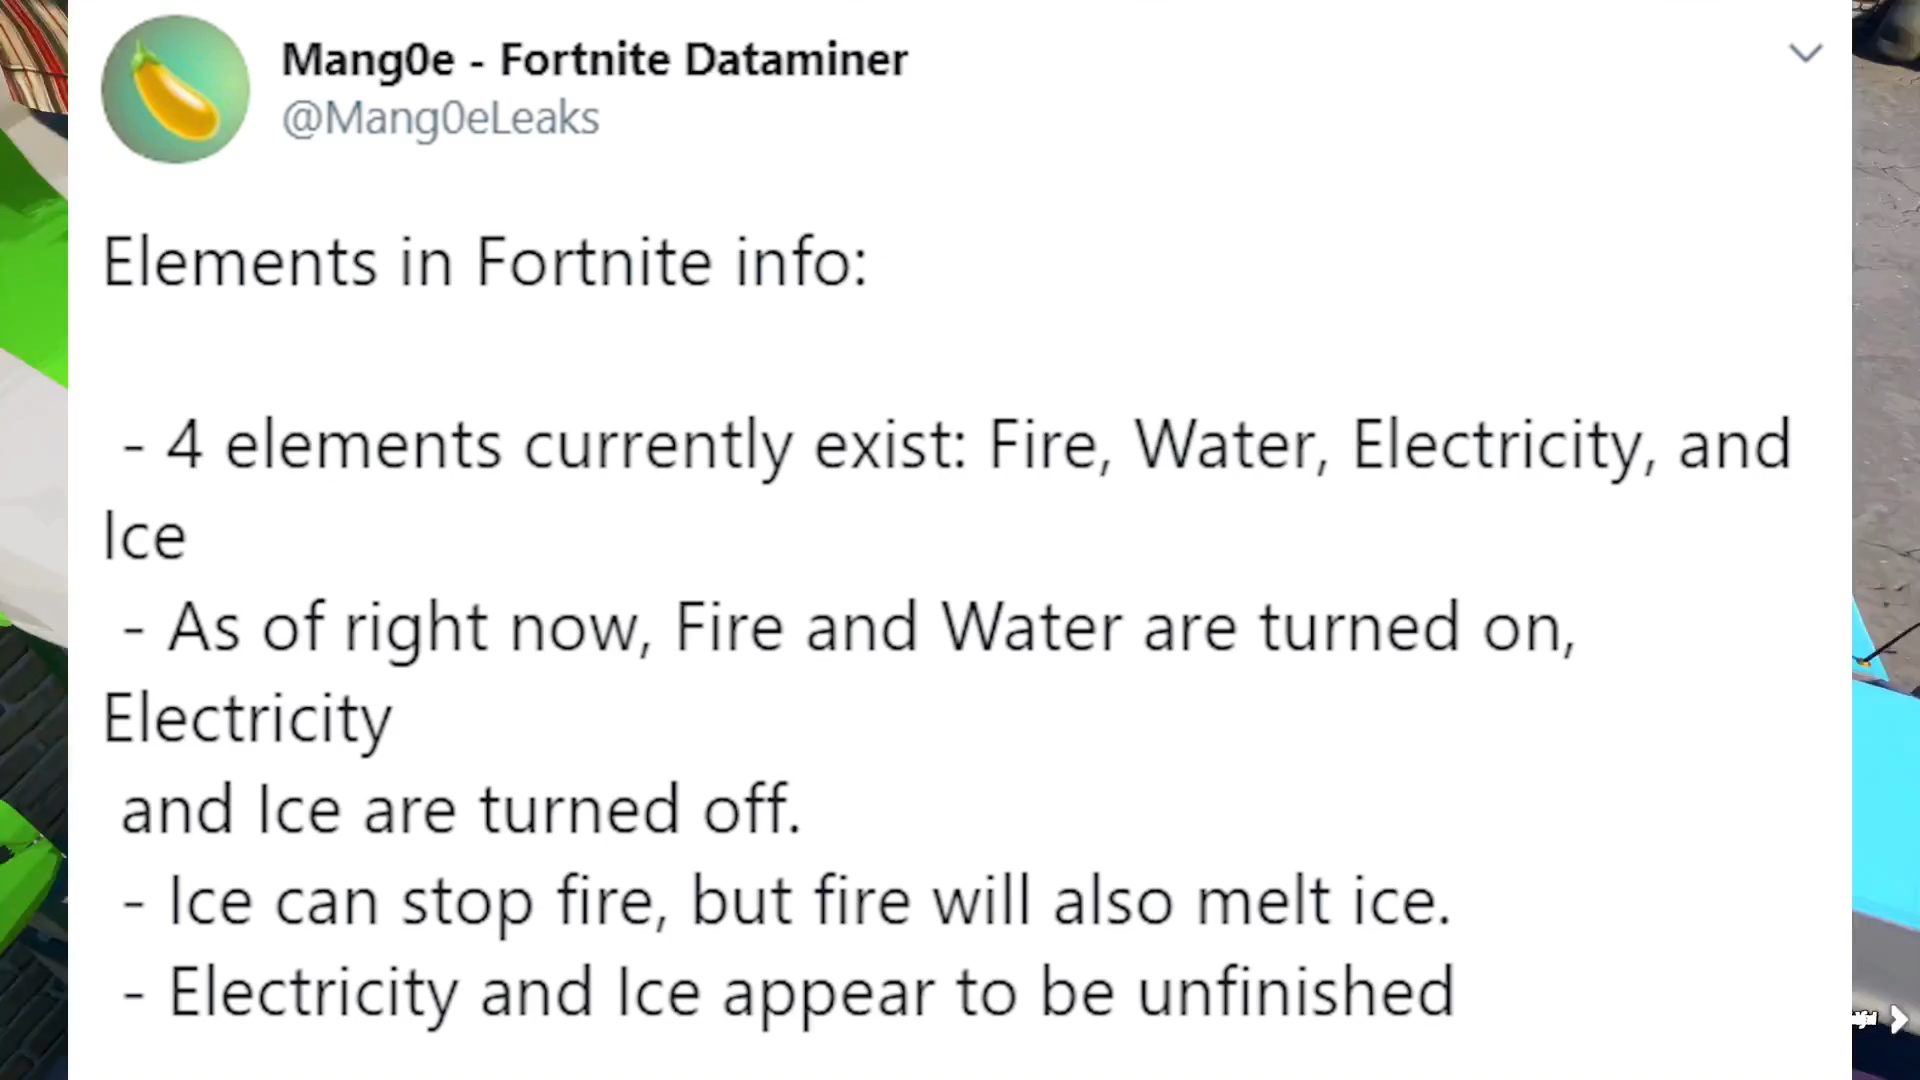 Mang0e - Fortnite Dataminer
@Mang0eLeaks
Elements in Fortnite info:
- 4 elements currently exist: Fire, Water, Electricity, and
Ice
- As of right now, Fire and Water are turned on,
Electricity
and Ice are turned off.
- Ice can stop fire, but fire will also melt ice.
- Electricity and Ice appear to be unfinished